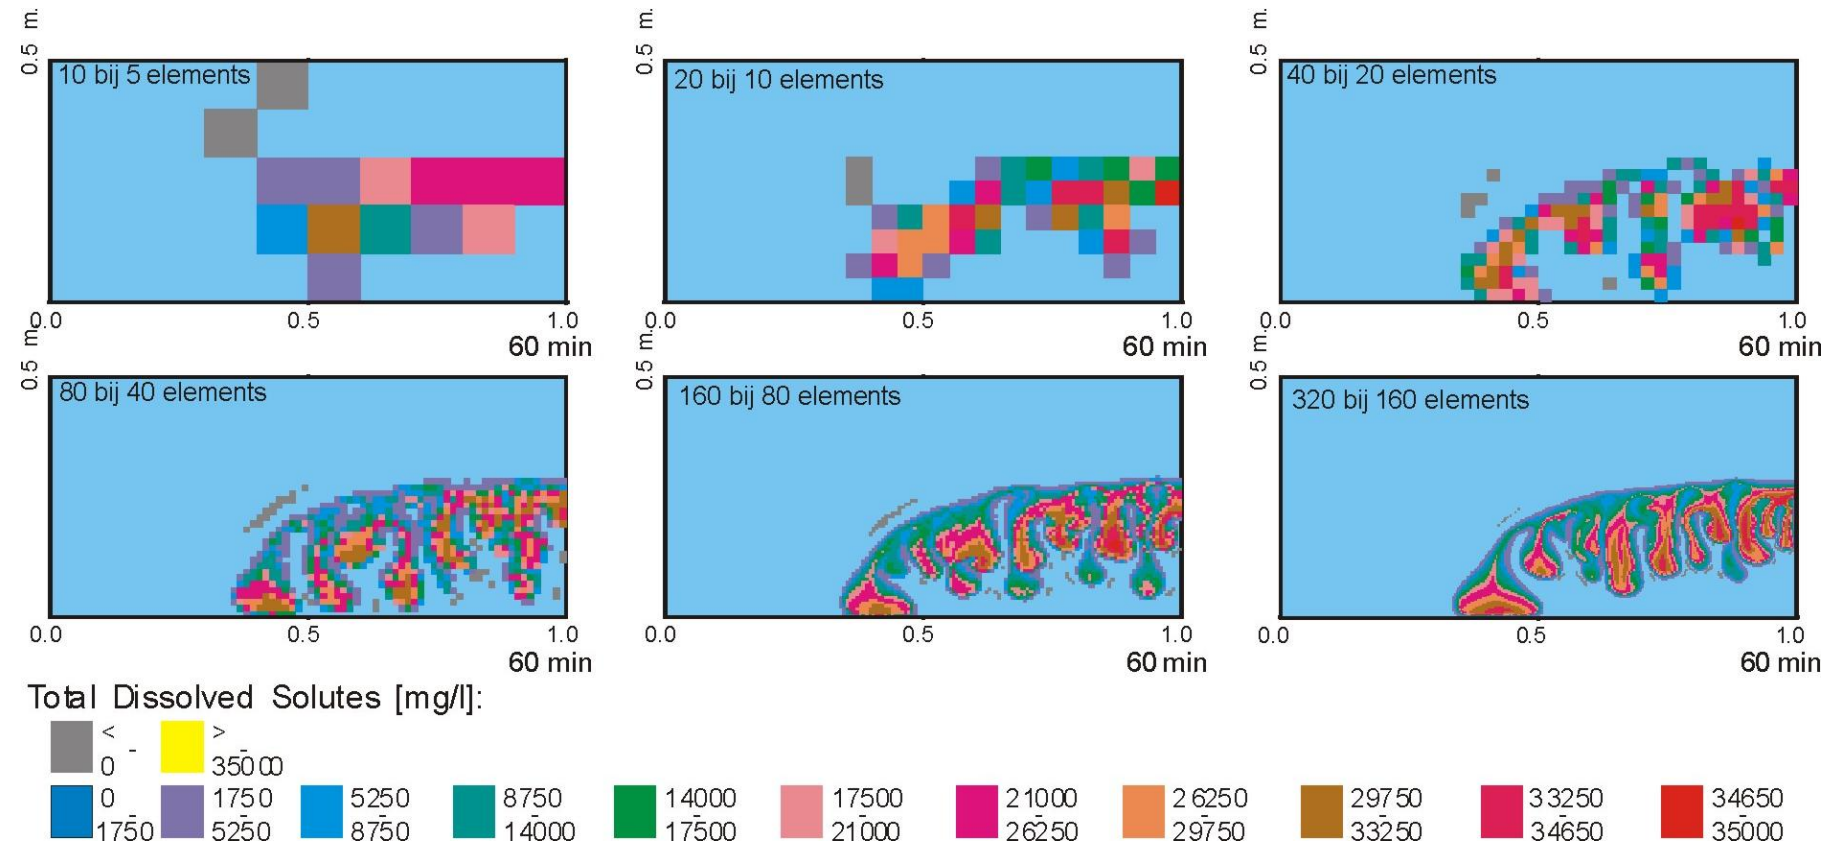 0.5 m.
10 bij 5 elements
0.0 0.5 1.0
60 min
0.5 m.
20 bij 10 elements
0.0 0.5 1.0
60 min
0.5 m.
40 bij 20 elements
0.0 0.5 1.0
60 min
0.5 m.
80 bij 40 elements
0.0 0.5 1.0
60 min
0.5 m.
160 bij 80 elements
0.0 0.5 1.0
60 min
0.5 m.
320 bij 160 elements
0.0 0.5 1.0
60 min
Total Dissolved Solutes [mg/l]:
< - 0
> - 35000
0 - 1750
1750 - 5250
5250 - 8750
8750 - 14000
14000 - 17500
17500 - 21000
21000 - 26250
26250 - 29750
29750 - 33250
33250 - 34650
34650 - 35000